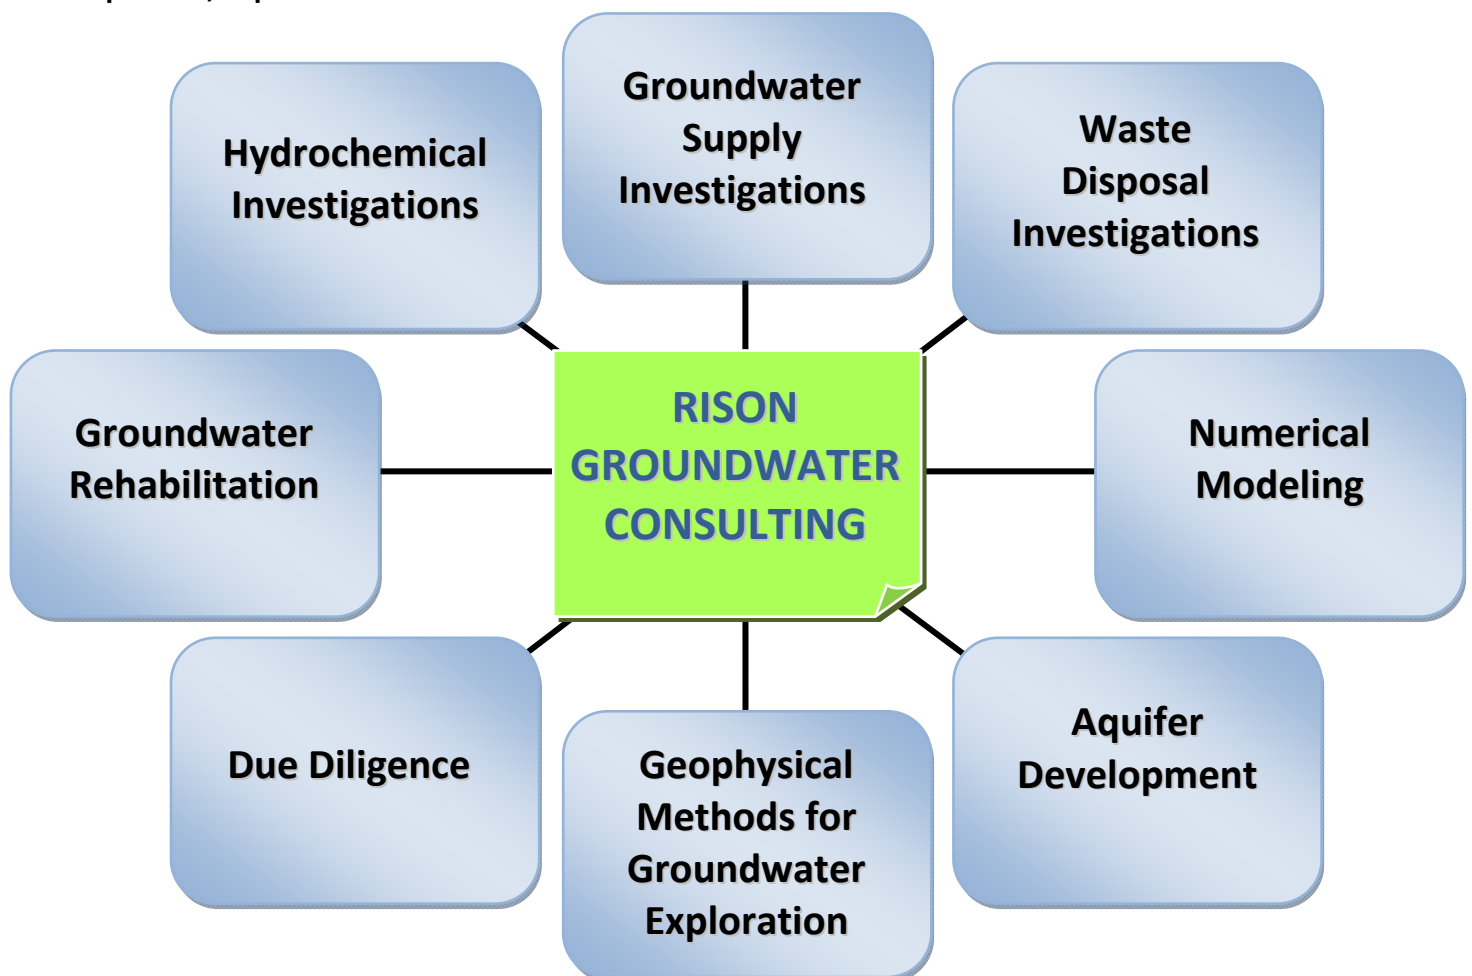 Hydrochemical
Investigations
Groundwater
Supply
Investigations
Waste
Disposal
Investigations
Groundwater
Rehabilitation
RISON
GROUNDWATER
CONSULTING
Numerical
Modeling
Due Diligence
Geophysical
Methods for
Groundwater
Exploration
Aquifer
Development